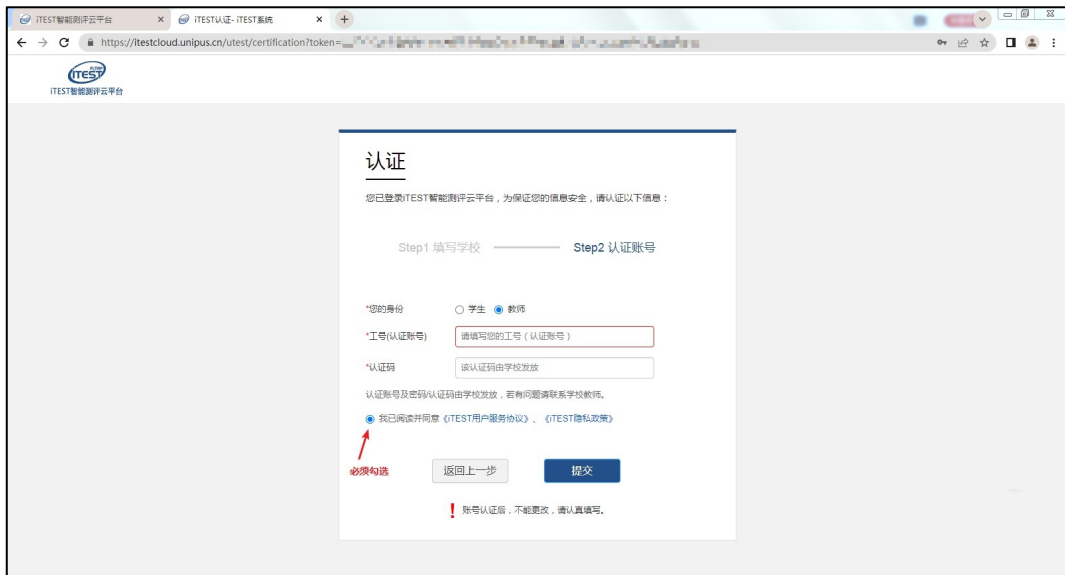 iTEST智能测评云平台
iTEST认证- iTEST系统
https://itestcloud.unipus.cn/utest/certification?token=
iTEST
iTEST智能测评云平台
认证
您已登录iTEST智能测评云平台，为保证您的信息安全，请认证以下信息：
Step1 填写学校 Step2 认证账号
*您的身份 学生 教师
*工号(认证账号) 请填写您的工号（认证账号）
*认证码 该认证码由学校发放
认证账号及密码/认证码由学校发放，若有问题请联系学校教师。
我已阅读并同意《iTEST用户服务协议》、《iTEST隐私政策》
必须勾选
返回上一步 提交
! 账号认证后，不能更改，请认真填写。